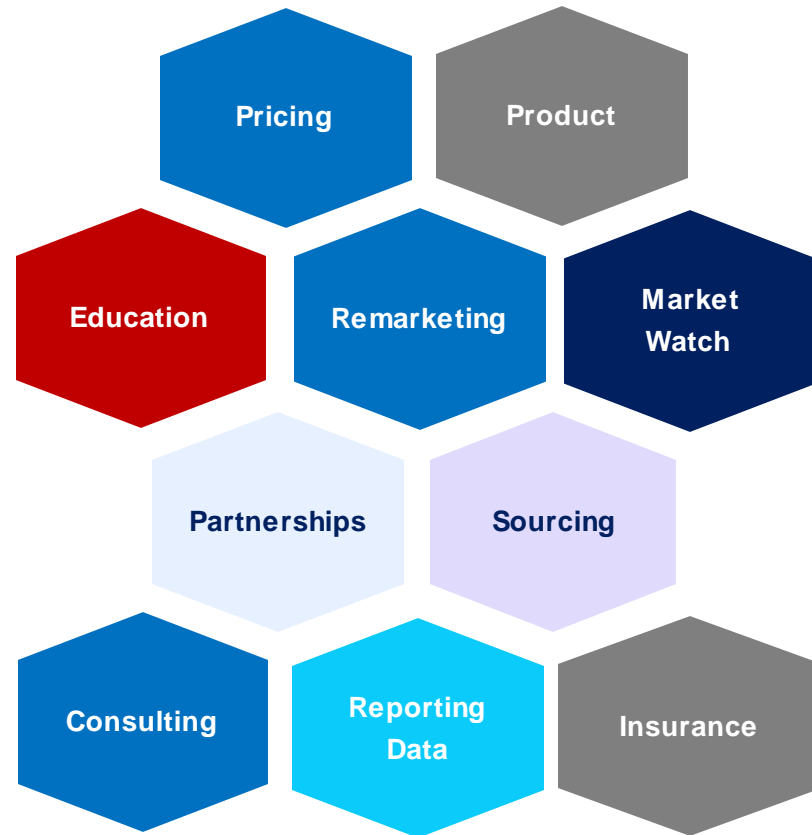 Pricing
Product
Education
Remarketing
Market
Watch
Partnerships
Sourcing
Consulting
Reporting
Data
Insurance